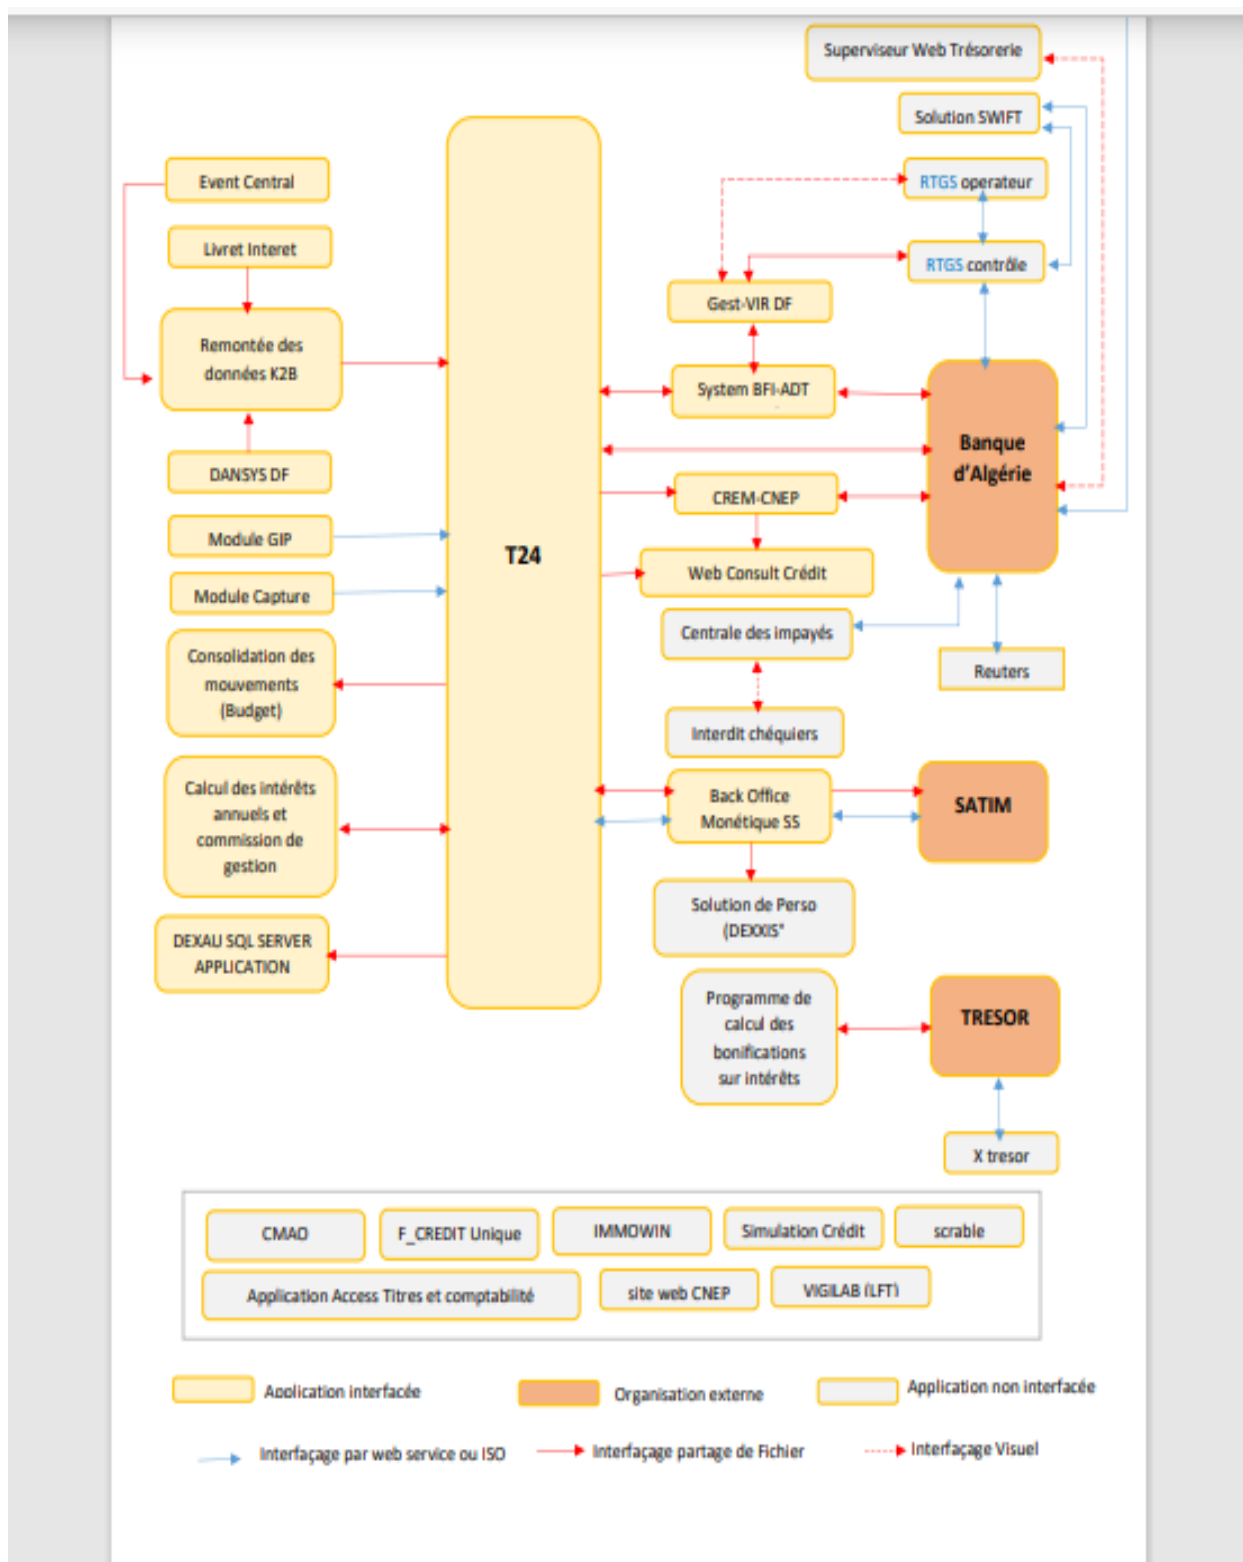 Superviseur Web Trésorerie
Solution SWIFT
Event Central
RTGS operateur
Livret Interet
RTGS contrôle
Gest-VIR DF
Remontée des
données K2B
System BFI-ADT
Banque
d'Algérie
DANSYS DF
CREM-CNEP
Module GIP
T24
Web Consult Crédit
Module Capture
Centrale des impayés
Consolidation des
mouvements
(Budget)
Reuters
Interdit chéquiers
Calcul des intérêts
annuels et
commission de
gestion
Back Office
Monétique SS
SATIM
Solution de Perso
(DEXXIS"
DEXAU SQL SERVER
APPLICATION
Programme de
calcul des
bonifications
sur intérêts
TRESOR
X tresor
CMAO
F_CREDIT Unique
IMMOWIN
Simulation Crédit
scrable
Application Access Titres et comptabilité
site web CNEP
VIGILAB (LFT)
Application interfacée
Organisation externe
Application non interfacée
Interfaçage par web service ou ISO
Interfaçage partage de Fichier
Interfaçage Visuel